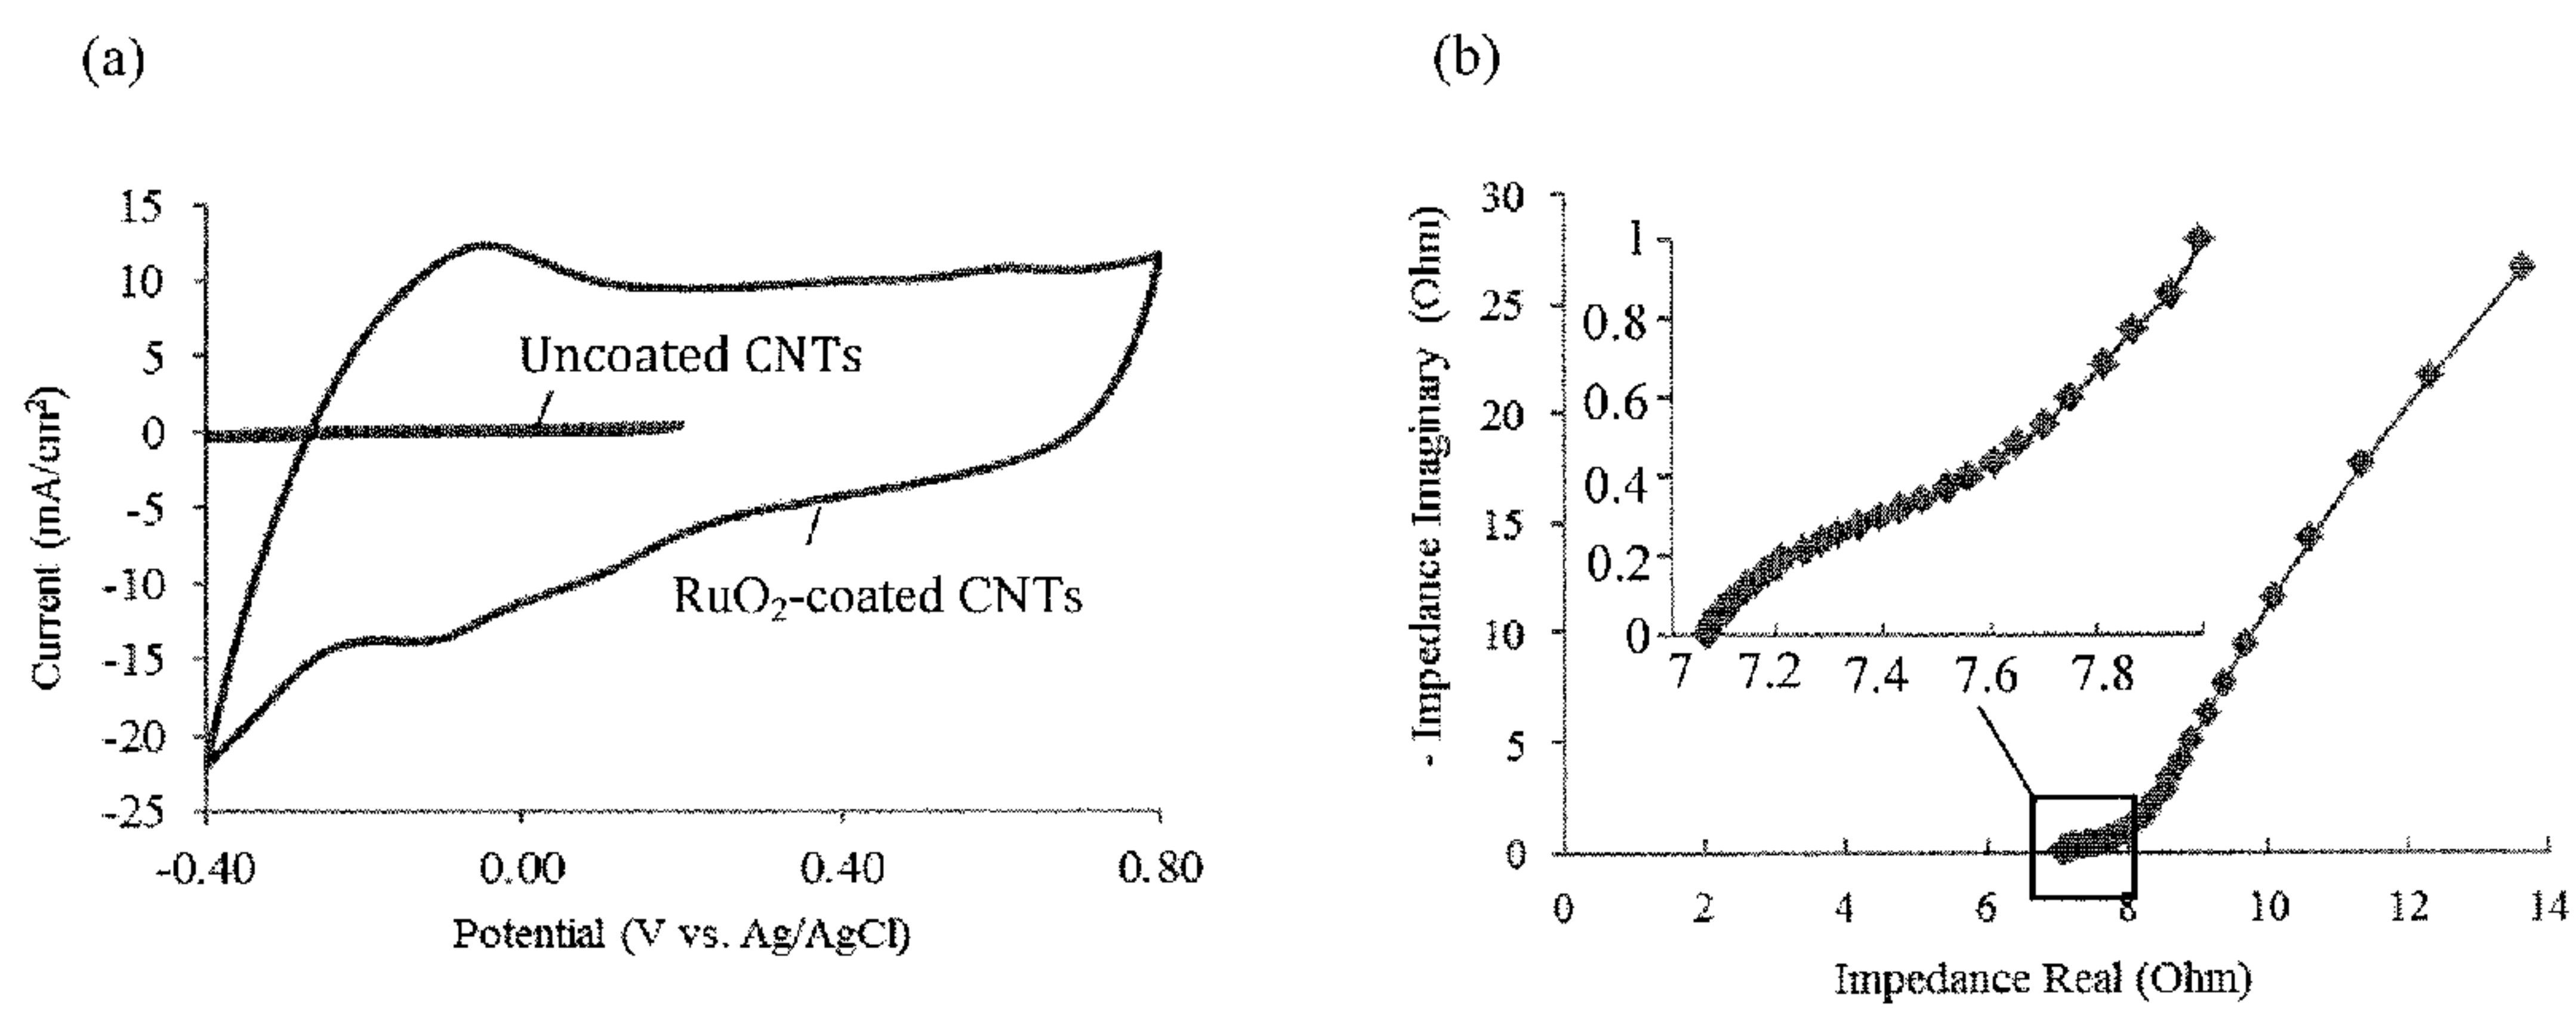 (a)
15
10
5
0
-5
-10
-15
-20
-25
Current (mA/cm²)
Uncoated CNTs
RuO₂-coated CNTs
-0.40 0.00 0.40 0.80
Potential (V vs. Ag/AgCl)
(b)
30
25
20
15
10
5
0
- Impedance Imaginary (Ohm)
1
0.8
0.6
0.4
0.2
0
7 7.2 7.4 7.6 7.8
0 2 4 6 8 10 12 14
Impedance Real (Ohm)